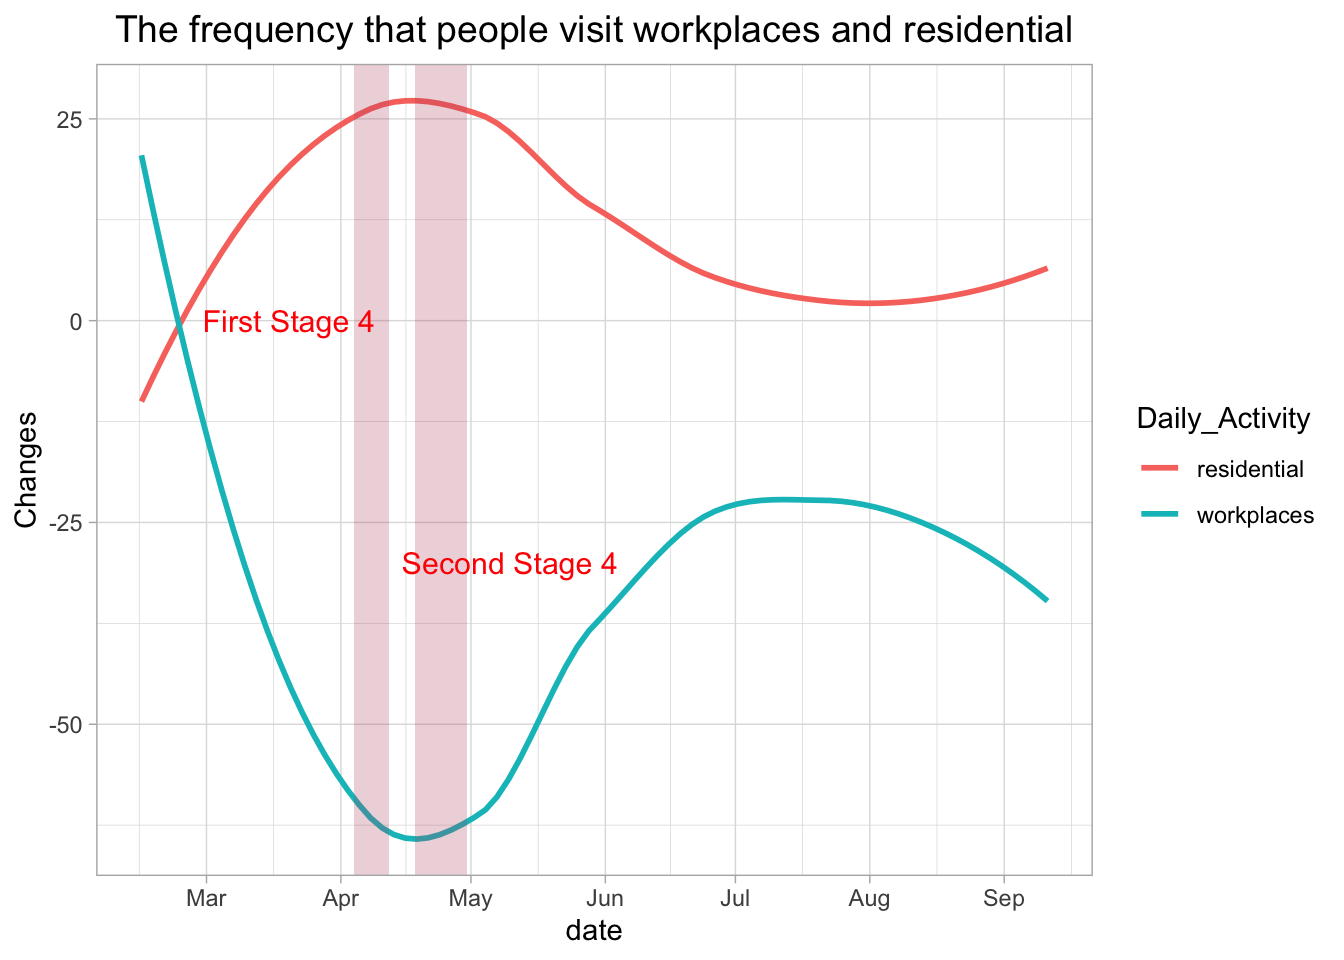 The frequency that people visit workplaces and residential
25
0
-25
-50
Changes
First Stage 4
Second Stage 4
Mar Apr May Jun Jul Aug Sep
date
Daily_Activity
residential
workplaces